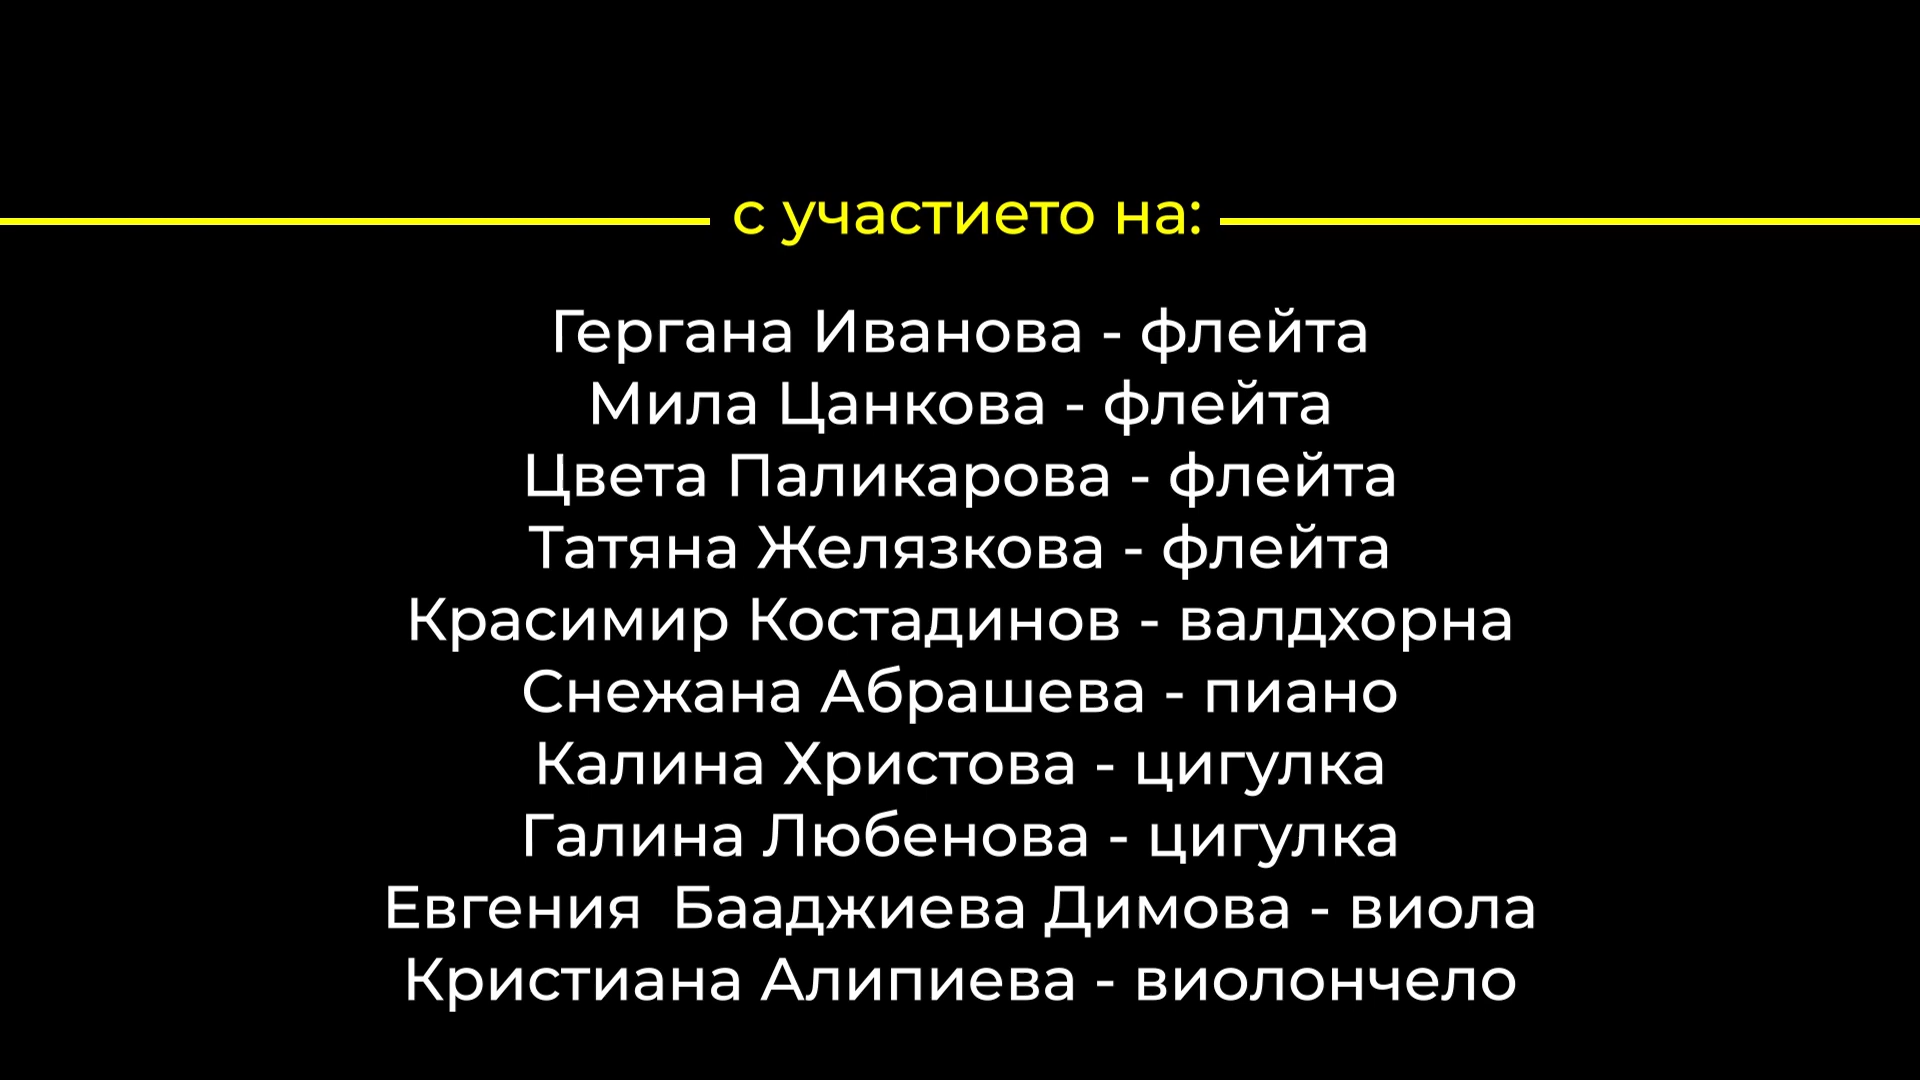 с участието на:
Гергана Иванова - флейта
Мила Цанкова - флейта
Цвета Паликарова - флейта
Татяна Желязкова - флейта
Красимир Костадинов - валдхорна
Снежана Абрашева - пиано
Калина Христова - цигулка
Галина Любенова - цигулка
Евгения  Бааджиева Димова - виола
Кристиана Алипиева - виолончело